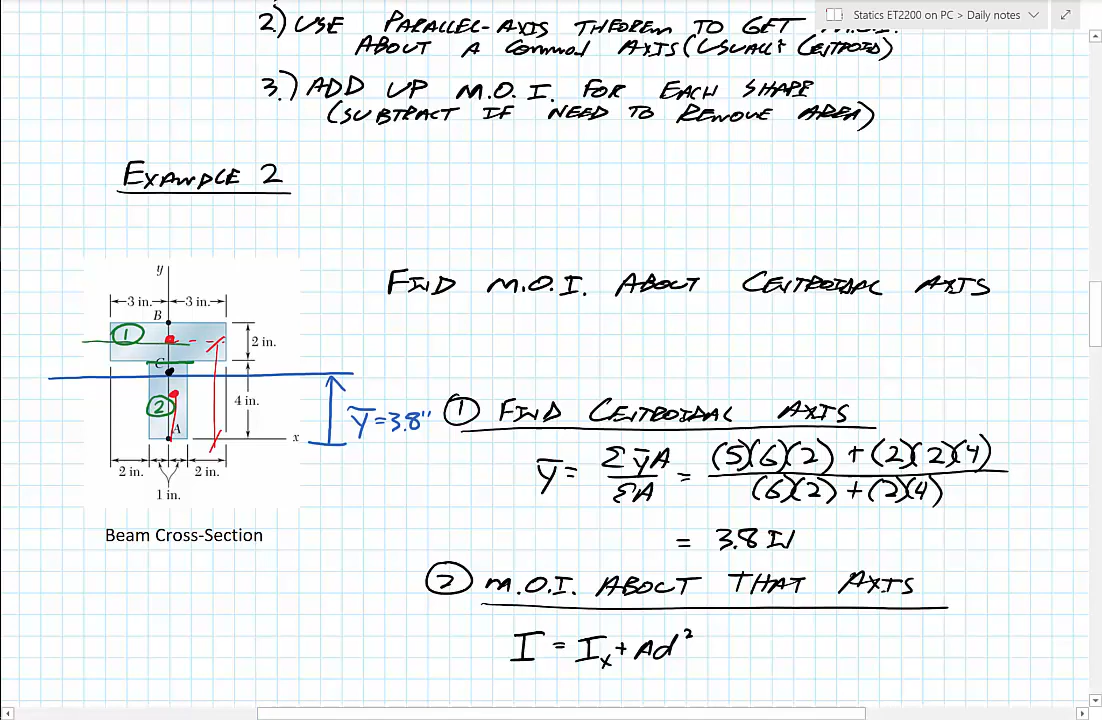 Statics ET2200 on PC > Daily notes
2.) USE PARALLEL-AXIS THEOREM TO GET M.O.I.
ABOUT A COMMON AXIS (USUALLY CENTROID)
3.) ADD UP M.O.I. FOR EACH SHAPE
(SUBTRACT IF NEED TO REMOVE AREA)
EXAMPLE 2
FIND M.O.I. ABOUT CENTROIDAL AXIS
y
3 in. 3 in.
B
1
2 in.
C
4 in.
2
A
x
ȳ = 3.8"
2 in. 2 in.
1 in.
Beam Cross-Section
1 FIND CENTROIDAL AXIS
ȳ = ΣȳA / ΣA = (5)(6)(2) + (2)(2)(4) / (6)(2) + (2)(4)
= 3.8 IN
2 M.O.I. ABOUT THAT AXIS
I = Ix + Ad²